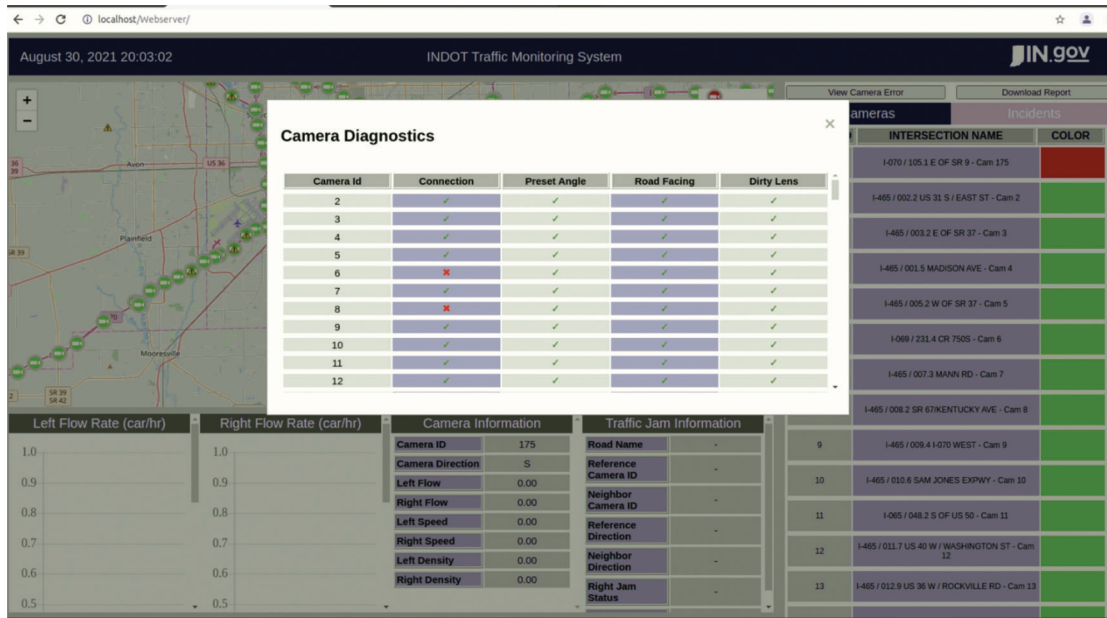 localhost/Webserver/
August 30, 2021 20:03:02
INDOT Traffic Monitoring System
IN.gov
+
−
Avon
US 36
36
39
Plainfield
SR 39
70
Mooresville
2
SR 39
SR 42
View Camera Error
Download Report
ameras
Incidents
INTERSECTION NAME COLOR
I-070 / 105.1 E OF SR 9 - Cam 175
I-465 / 002.2 US 31 S / EAST ST - Cam 2
I-465 / 003.2 E OF SR 37 - Cam 3
I-465 / 001.5 MADISON AVE - Cam 4
I-465 / 005.2 W OF SR 37 - Cam 5
I-069 / 231.4 CR 750S - Cam 6
I-465 / 007.3 MANN RD - Cam 7
I-465 / 008.2 SR 67/KENTUCKY AVE - Cam 8
9 I-465 / 009.4 I-070 WEST - Cam 9
10 I-465 / 010.6 SAM JONES EXPWY - Cam 10
11 I-065 / 048.2 S OF US 50 - Cam 11
12 I-465 / 011.7 US 40 W / WASHINGTON ST - Cam
12
13 I-465 / 012.9 US 36 W / ROCKVILLE RD - Cam 13
Camera Diagnostics
×
Camera Id Connection Preset Angle Road Facing Dirty Lens
2 ✓ ✓ ✓ ✓
3 ✓ ✓ ✓ ✓
4 ✓ ✓ ✓ ✓
5 ✓ ✓ ✓ ✓
6 ✖ ✓ ✓ ✓
7 ✓ ✓ ✓ ✓
8 ✖ ✓ ✓ ✓
9 ✓ ✓ ✓ ✓
10 ✓ ✓ ✓ ✓
11 ✓ ✓ ✓ ✓
12 ✓ ✓ ✓ ✓
Left Flow Rate (car/hr)
1.0
0.9
0.8
0.7
0.6
0.5
Right Flow Rate (car/hr)
1.0
0.9
0.8
0.7
0.6
0.5
Camera Information
Camera ID 175
Camera Direction S
Left Flow 0.00
Right Flow 0.00
Left Speed 0.00
Right Speed 0.00
Left Density 0.00
Right Density 0.00
Traffic Jam Information
Road Name -
Reference
Camera ID -
Neighbor
Camera ID -
Reference
Direction -
Neighbor
Direction -
Right Jam
Status -